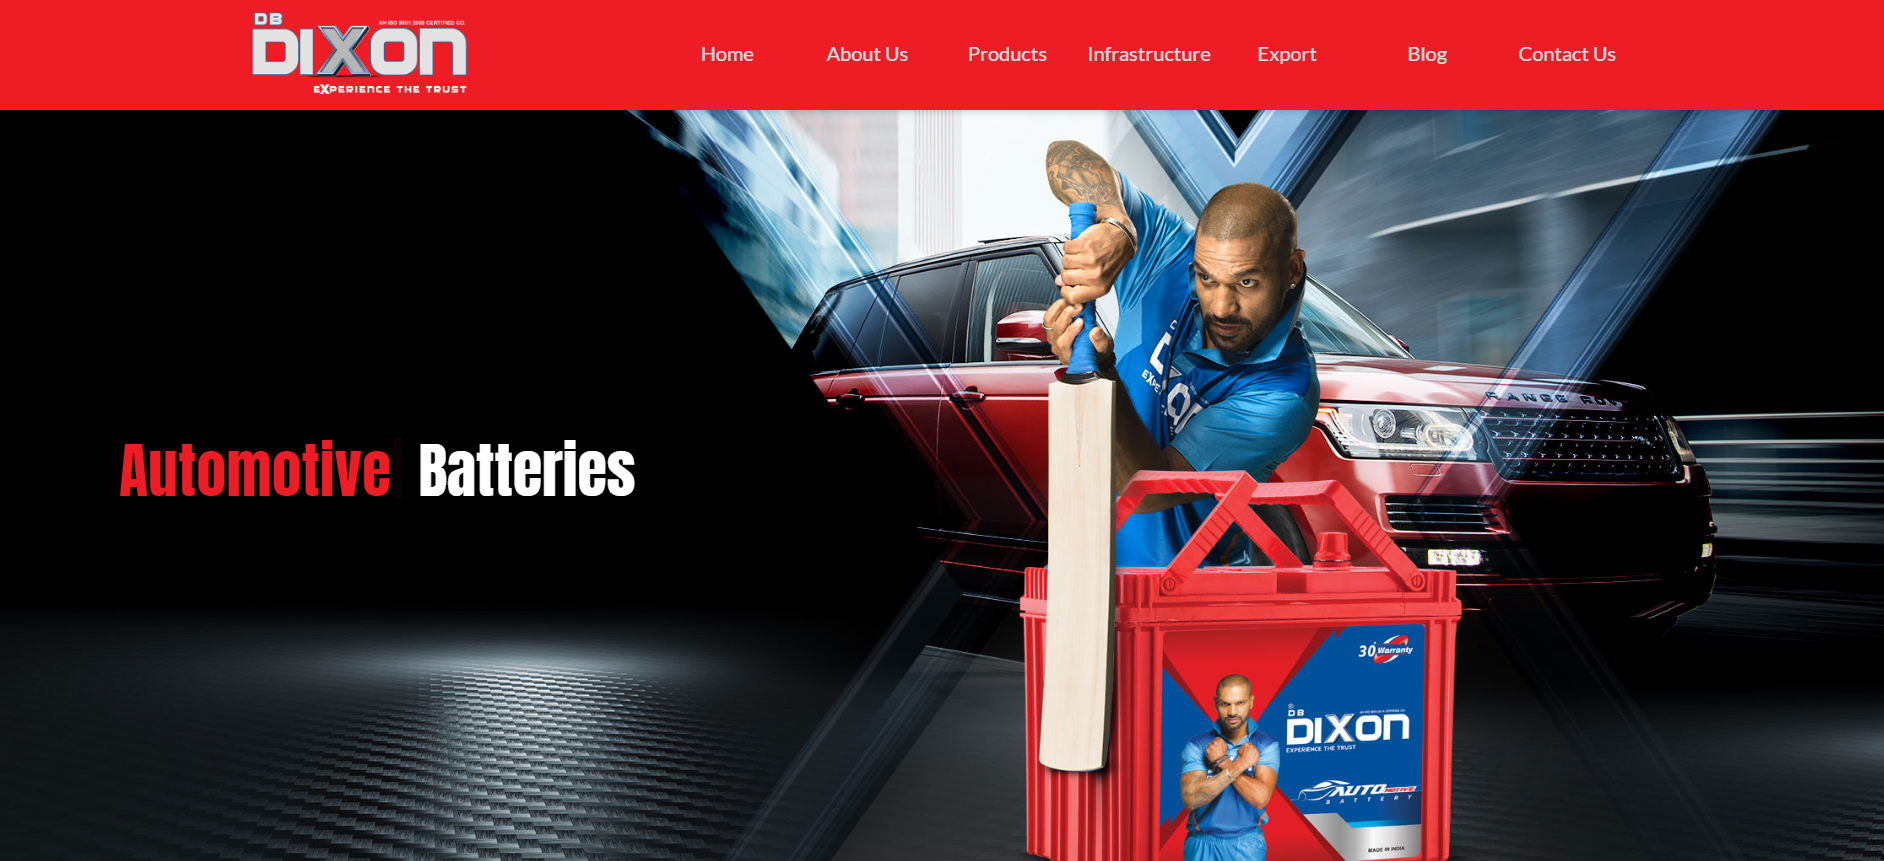 DB
AN ISO 9001:2008 CERTIFIED CO.
DIXON
EXPERIENCE THE TRUST
Home
About Us
Products
Infrastructure
Export
Blog
Contact Us
RANGE ROV
Automotive Batteries
30 Warranty
DB
DIXON
EXPERIENCE THE TRUST
AUTOMOTIVE
BATTERY
MADE IN INDIA